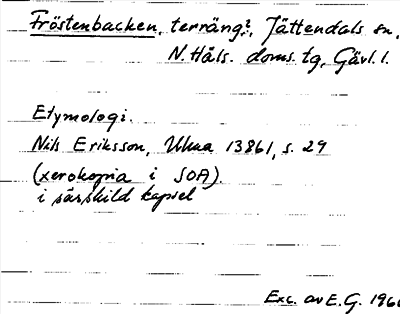 Fröstenbacken, terräng?, Jättendals sn,
N. Häls. doms. tg, Gävl. l.
Etymologi.
Nils Eriksson, Ulma 13861, s. 29
(xerokopia i SOA).
i särskild kapsel
Exc. av E.G. 196